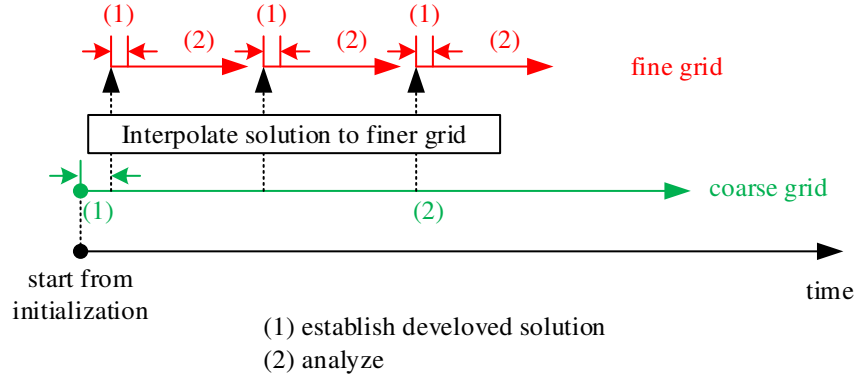 (1) (1) (1)
(2) (2) (2)
fine grid
Interpolate solution to finer grid
coarse grid
(1) (2)
start from
initialization
time
(1) establish develoved solution
(2) analyze